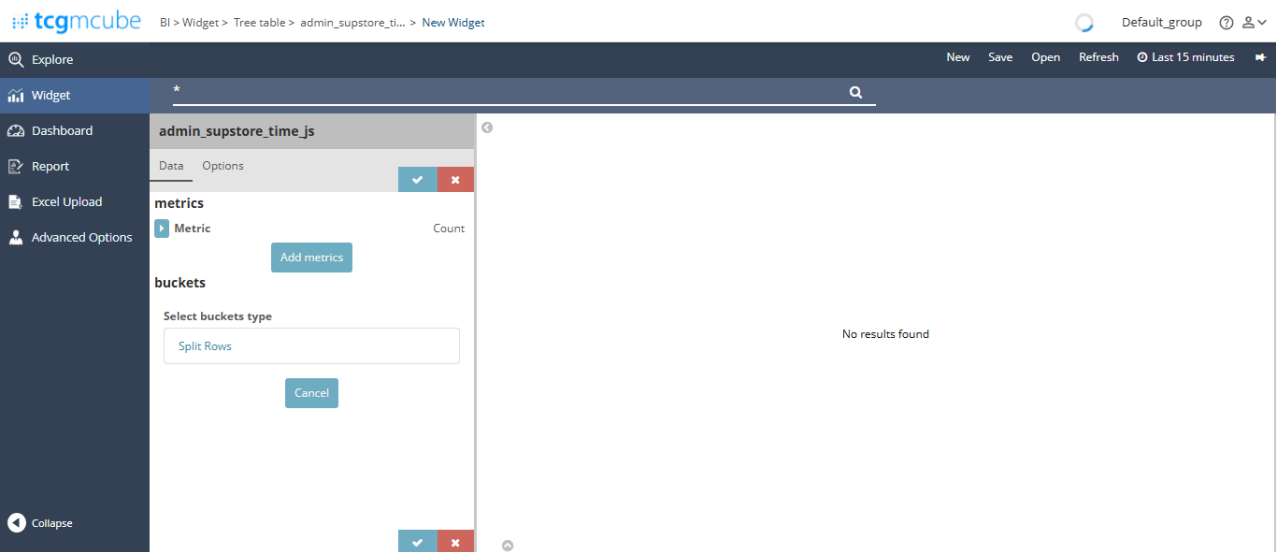 tcgmcube
BI > Widget > Tree table > admin_supstore_ti... > New Widget
Default_group
Explore
New Save Open Refresh Last 15 minutes
Widget
*
Dashboard
Report
Excel Upload
Advanced Options
Collapse
admin_supstore_time_js
Data Options
metrics
Metric Count
Add metrics
buckets
Select buckets type
Split Rows
Cancel
No results found